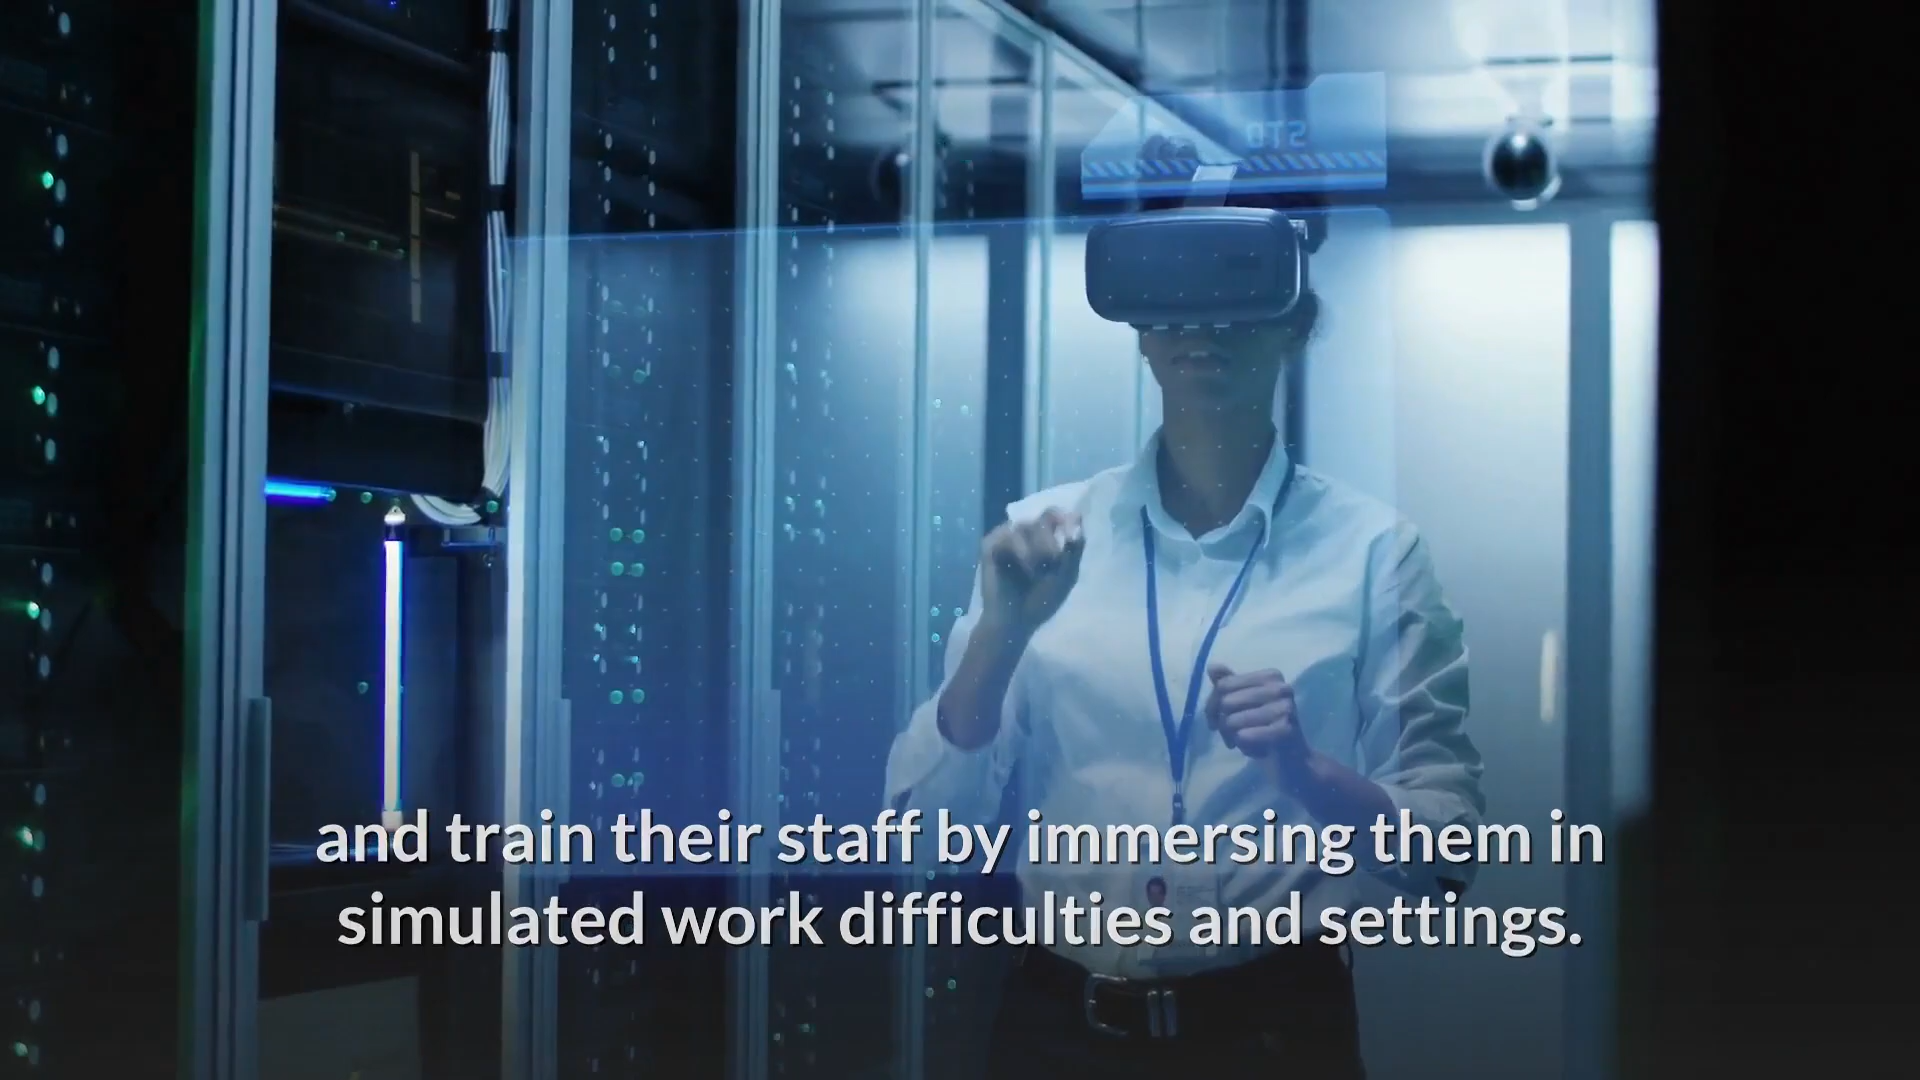 and train their staff by immersing them in
simulated work difficulties and settings.